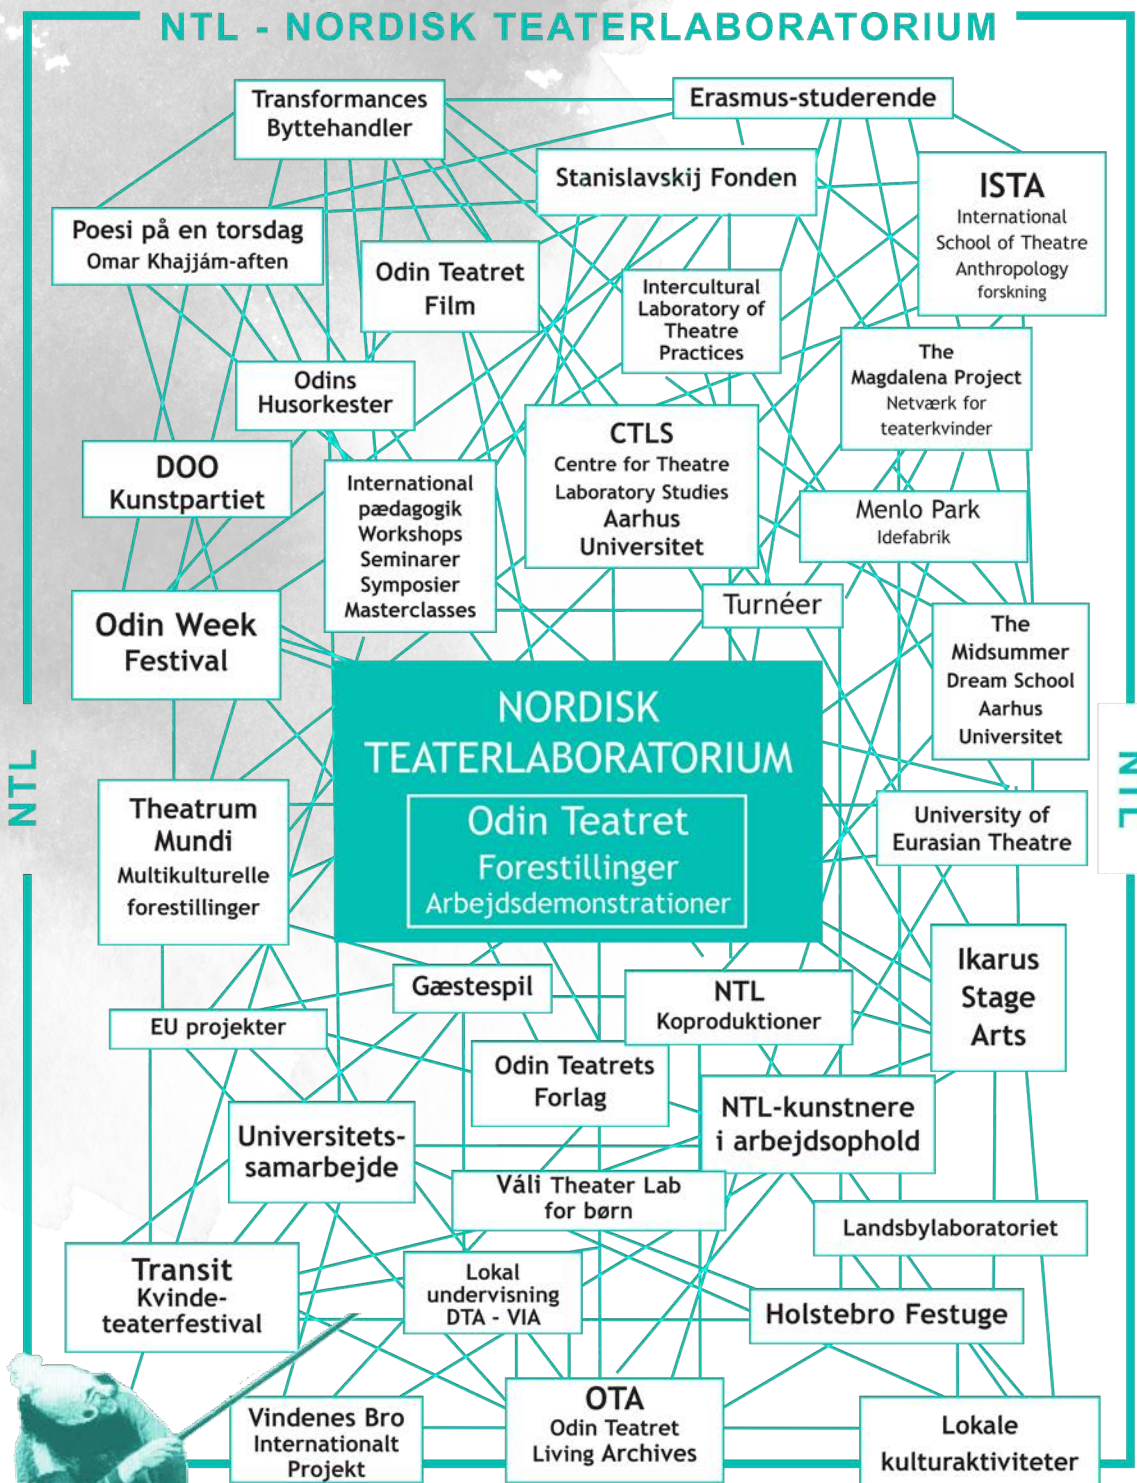 NTL - NORDISK TEATERLABORATORIUM
Transformances
Byttehandler
Erasmus-studerende
Stanislavskij Fonden
ISTA
International
School of Theatre
Anthropology
forskning
Poesi på en torsdag
Omar Khajjám-aften
Odin Teatret
Film
Intercultural
Laboratory of
Theatre
Practices
The
Magdalena Project
Netværk for
teaterkvinder
Odins
Husorkester
CTLS
Centre for Theatre
Laboratory Studies
Aarhus
Universitet
DOO
Kunstpartiet
International
pædagogik
Workshops
Seminarer
Symposier
Masterclasses
Menlo Park
Idefabrik
Turnéer
Odin Week
Festival
The
Midsummer
Dream School
Aarhus
Universitet
NORDISK
TEATERLABORATORIUM
Odin Teatret
Forestillinger
Arbejdsdemonstrationer
NTL
NTL
Theatrum
Mundi
Multikulturelle
forestillinger
University of
Eurasian Theatre
Ikarus
Stage
Arts
Gæstespil
NTL
Koproduktioner
EU projekter
Odin Teatrets
Forlag
NTL-kunstnere
i arbejdsophold
Universitets-
samarbejde
Váli Theater Lab
for børn
Landsbylaboratoriet
Transit
Kvinde-
teaterfestival
Lokal
undervisning
DTA - VIA
Holstebro Festuge
Vindenes Bro
Internationalt
Projekt
OTA
Odin Teatret
Living Archives
Lokale
kulturaktiviteter